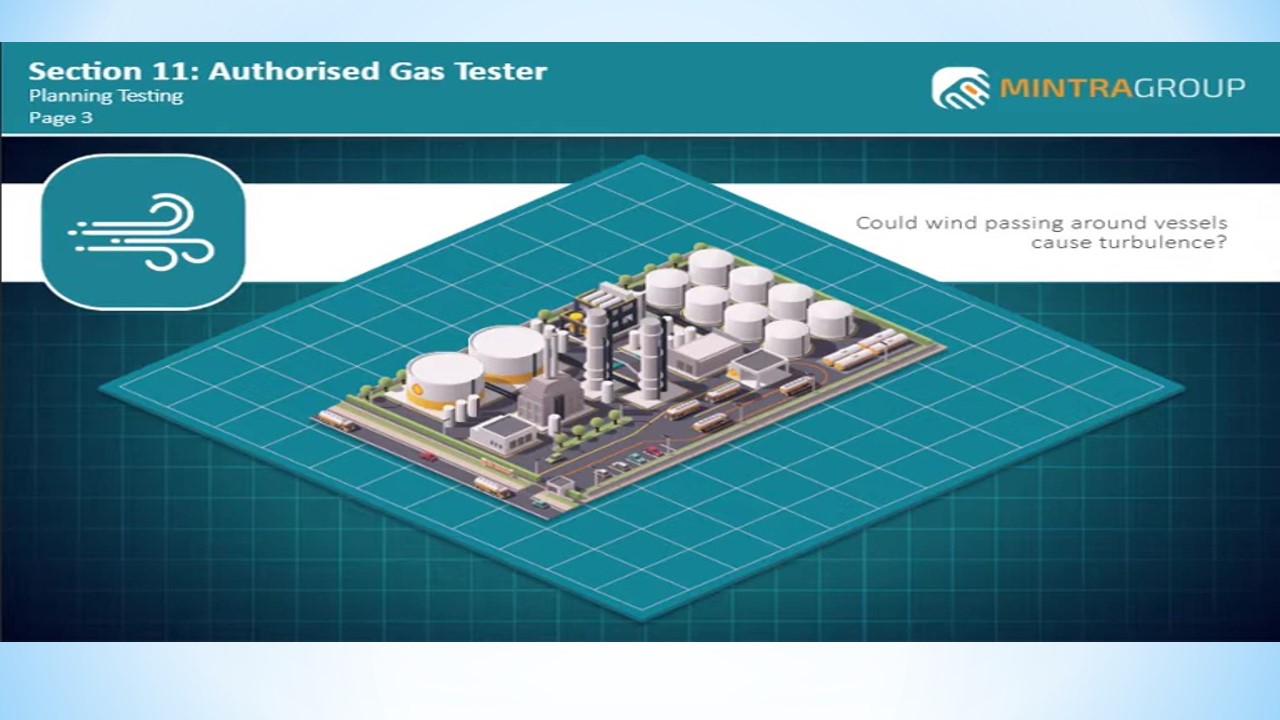 Section 11: Authorised Gas Tester
Planning Testing
Page 3
MINTRAGROUP
Could wind passing around vessels
cause turbulence?